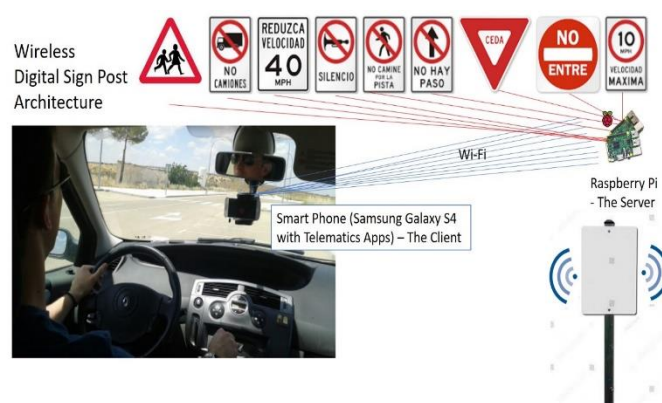 Wireless
Digital Sign Post
Architecture
NO
CAMIONES
REDUZCA
VELOCIDAD
40
MPH
SILENCIO
NO CAMINE
POR LA
PISTA
NO HAY
PASO
CEDA
NO
ENTRE
10
MPH
VELOCIDAD
MAXIMA
Wi-Fi
Raspberry Pi
- The Server
Smart Phone (Samsung Galaxy S4
with Telematics Apps) – The Client